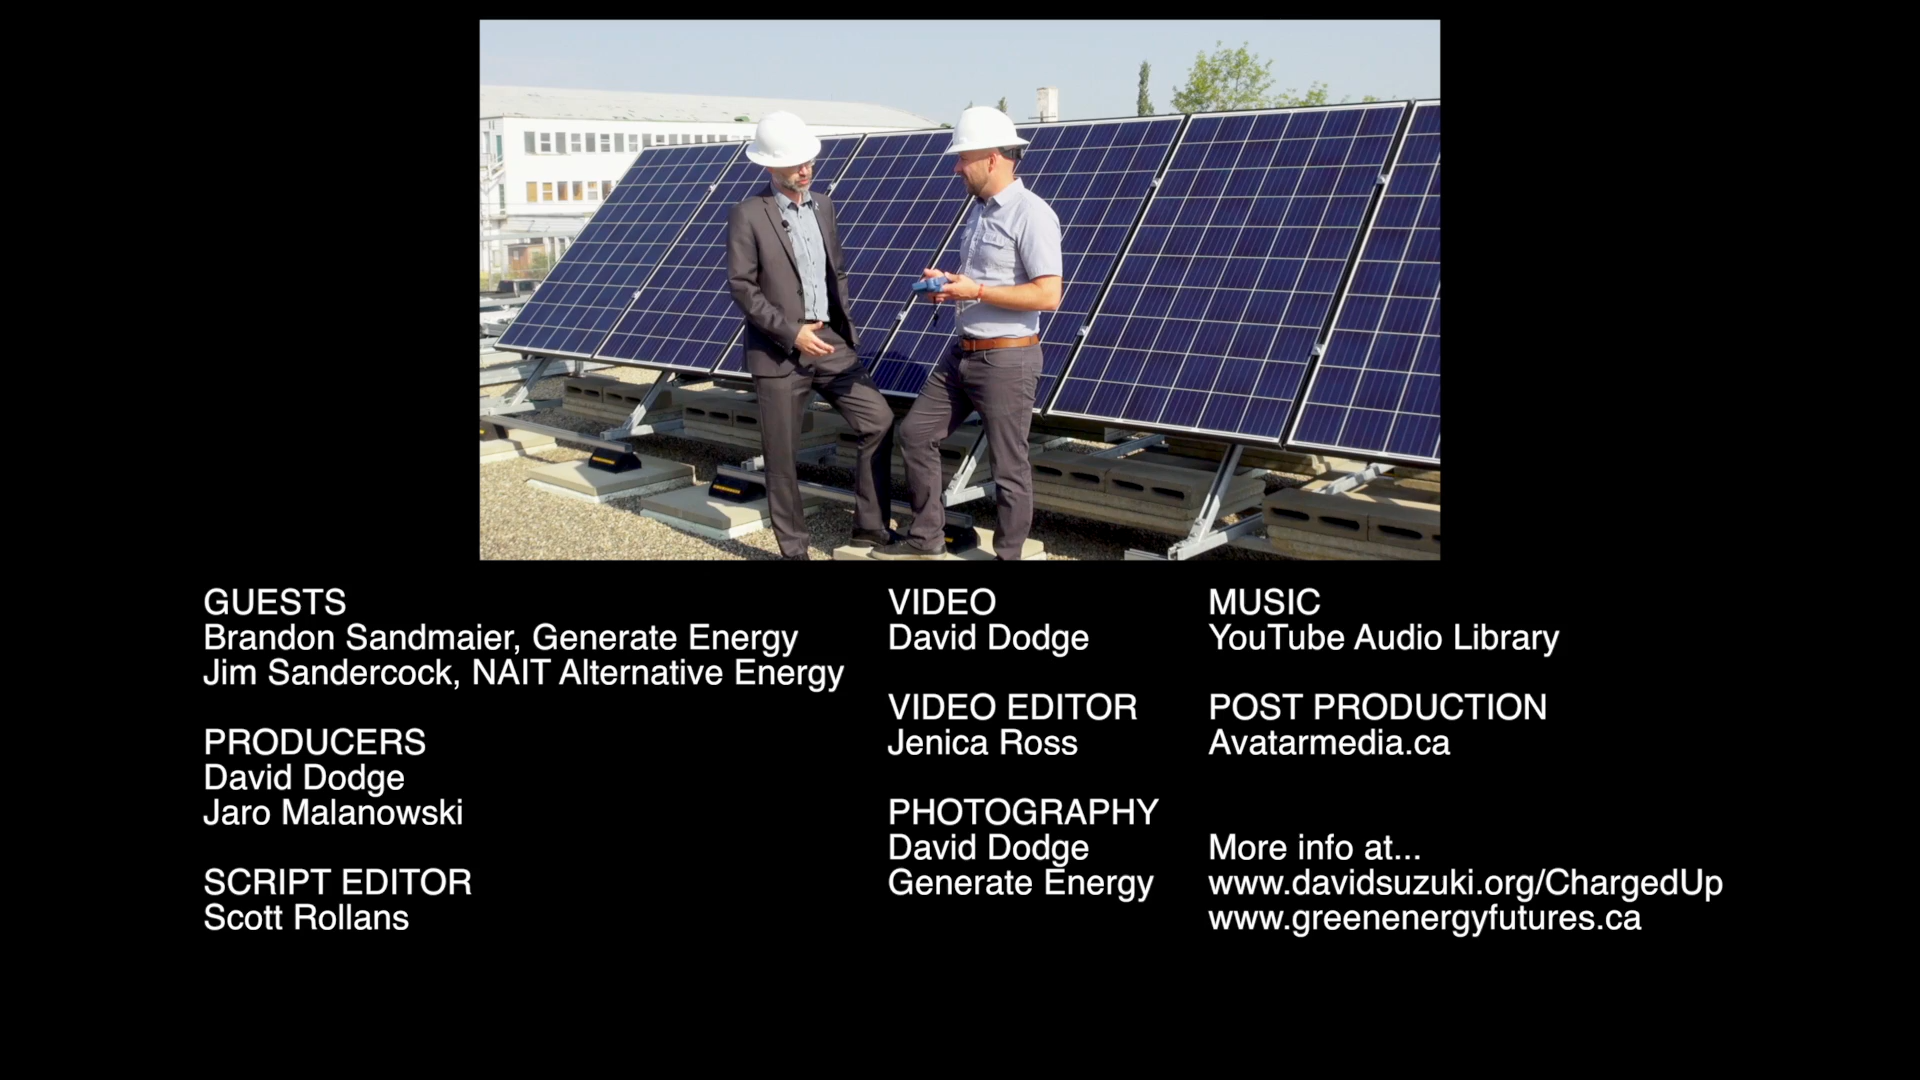 GUESTS
Brandon Sandmaier, Generate Energy
Jim Sandercock, NAIT Alternative Energy
PRODUCERS
David Dodge
Jaro Malanowski
SCRIPT EDITOR
Scott Rollans
VIDEO
David Dodge
VIDEO EDITOR
Jenica Ross
PHOTOGRAPHY
David Dodge
Generate Energy
MUSIC
YouTube Audio Library
POST PRODUCTION
Avatarmedia.ca
More info at...
www.davidsuzuki.org/ChargedUp
www.greenenergyfutures.ca